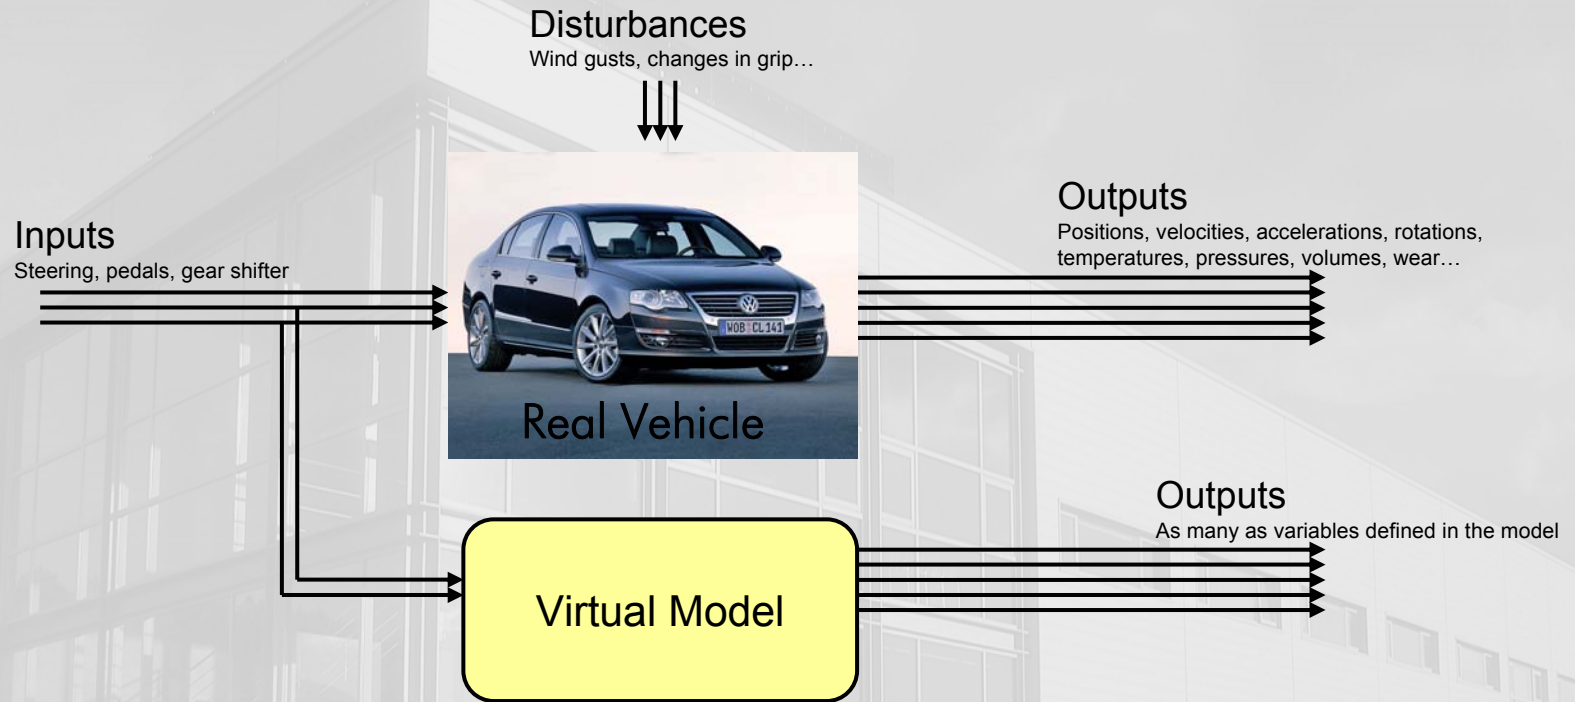 Disturbances
Wind gusts, changes in grip…
Inputs
Steering, pedals, gear shifter
Outputs
Positions, velocities, accelerations, rotations,
temperatures, pressures, volumes, wear…
WOB CL 141
Real Vehicle
Outputs
As many as variables defined in the model
Virtual Model